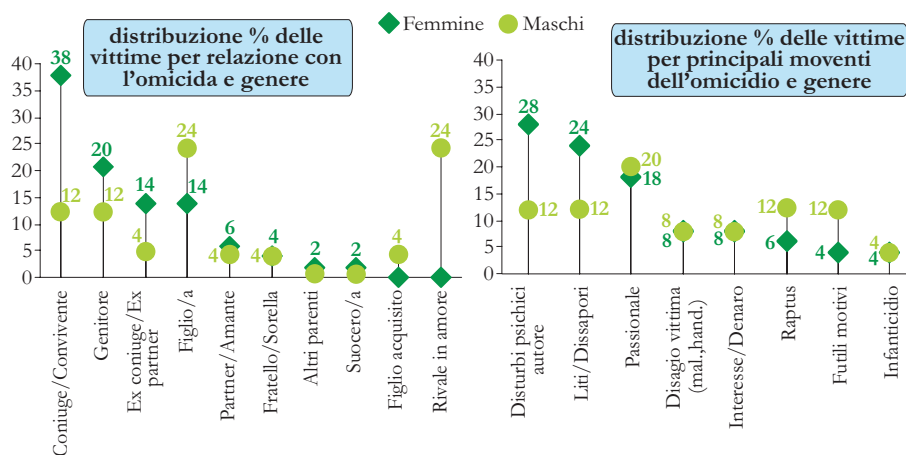 Femmine Maschi
distribuzione % delle
vittime per relazione con
l'omicida e genere
40
35
30
25
20
15
10
5
0
38
12
20
12
14
4
24
14
6
4
4
4
2
2
4
24
Coniuge/Convivente
Genitore
Ex coniuge/Ex
partner
Figlio/a
Partner/Amante
Fratello/Sorella
Altri parenti
Suocero/a
Figlio acquisito
Rivale in amore
distribuzione % delle vittime
per principali moventi
dell'omicidio e genere
40
35
30
25
20
15
10
5
0
28
12
24
12
20
18
8
8
8
8
12
6
12
4
4
4
Disturbi psichici
autore
Liti/Dissapori
Passionale
Disagio vittima
(mal,hand.)
Interesse/Denaro
Raptus
Futili motivi
Infanticidio